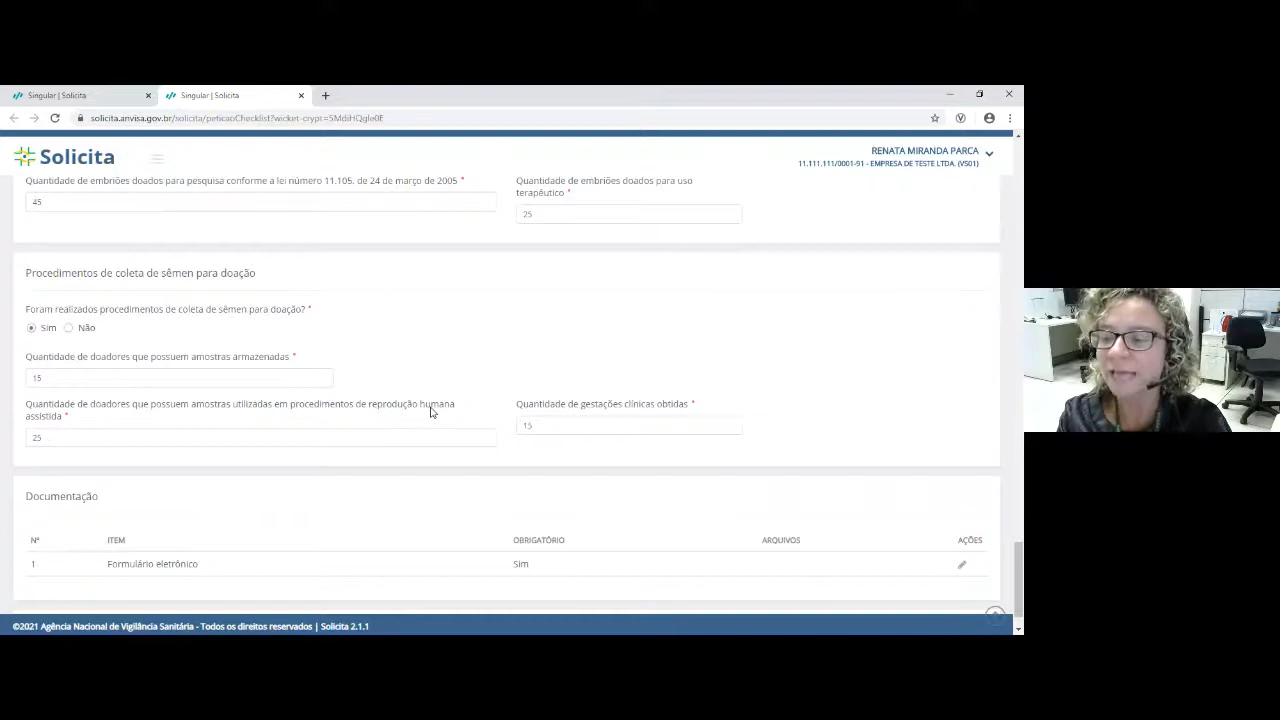 Singular | Solicita
Singular | Solicita
solicita.anvisa.gov.br/solicita/peticaoChecklist?wicket-crypt=5MdiHQgle0E
Solicita
RENATA MIRANDA PARCA
11.111.111/0001-91 - EMPRESA DE TESTE LTDA. (VS01)
Quantidade de embriões doados para pesquisa conforme a lei número 11.105, de 24 de março de 2005 *
45
Quantidade de embriões doados para uso
terapêutico *
25
Procedimentos de coleta de sêmen para doação
Foram realizados procedimentos de coleta de sêmen para doação? *
Sim Não
Quantidade de doadores que possuem amostras armazenadas *
15
Quantidade de doadores que possuem amostras utilizadas em procedimentos de reprodução humana
assistida *
25
Quantidade de gestações clínicas obtidas *
15
Documentação
Nº ITEM OBRIGATÓRIO ARQUIVOS AÇÕES
1 Formulário eletrônico Sim
©2021 Agência Nacional de Vigilância Sanitária - Todos os direitos reservados | Solicita 2.1.1